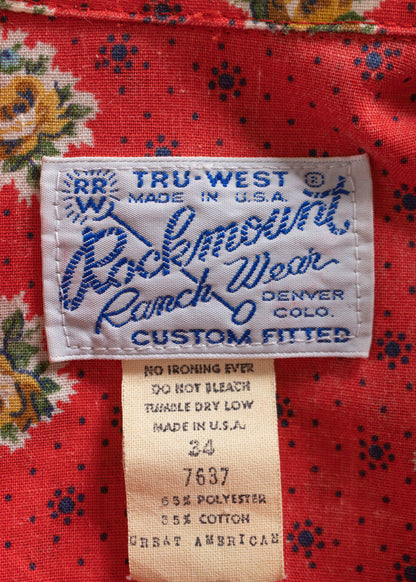 RR
W
TRU-WEST ®
MADE IN U.S.A.
Rockmount
Ranch Wear
DENVER
COLO.
CUSTOM FITTED
NO IRONING EVER
DO NOT BLEACH
TUMBLE DRY LOW
MADE IN U.S.A.
34
7637
65% POLYESTER
35% COTTON
GREAT AMERICAN